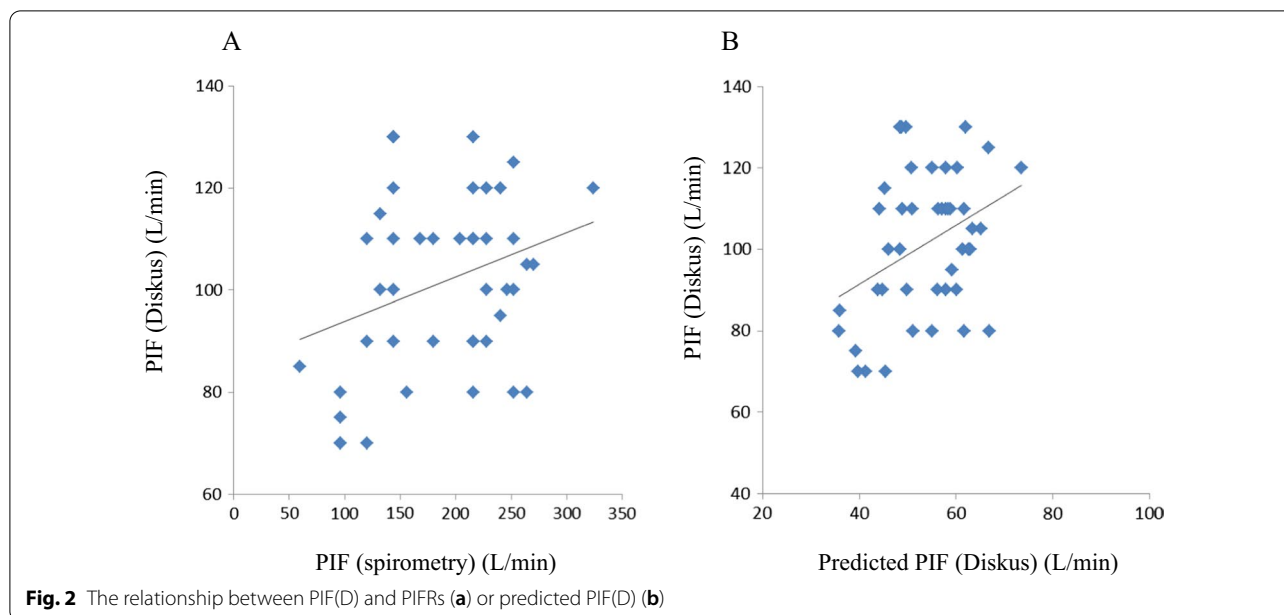 A
B
140
120
100
80
60
0 50 100 150 200 250 300 350
PIF (Diskus) (L/min)
PIF (spirometry) (L/min)
140
120
100
80
60
40
20 40 60 80 100
PIF (Diskus) (L/min)
Predicted PIF (Diskus) (L/min)
Fig. 2 The relationship between PIF(D) and PIFRs (a) or predicted PIF(D) (b)